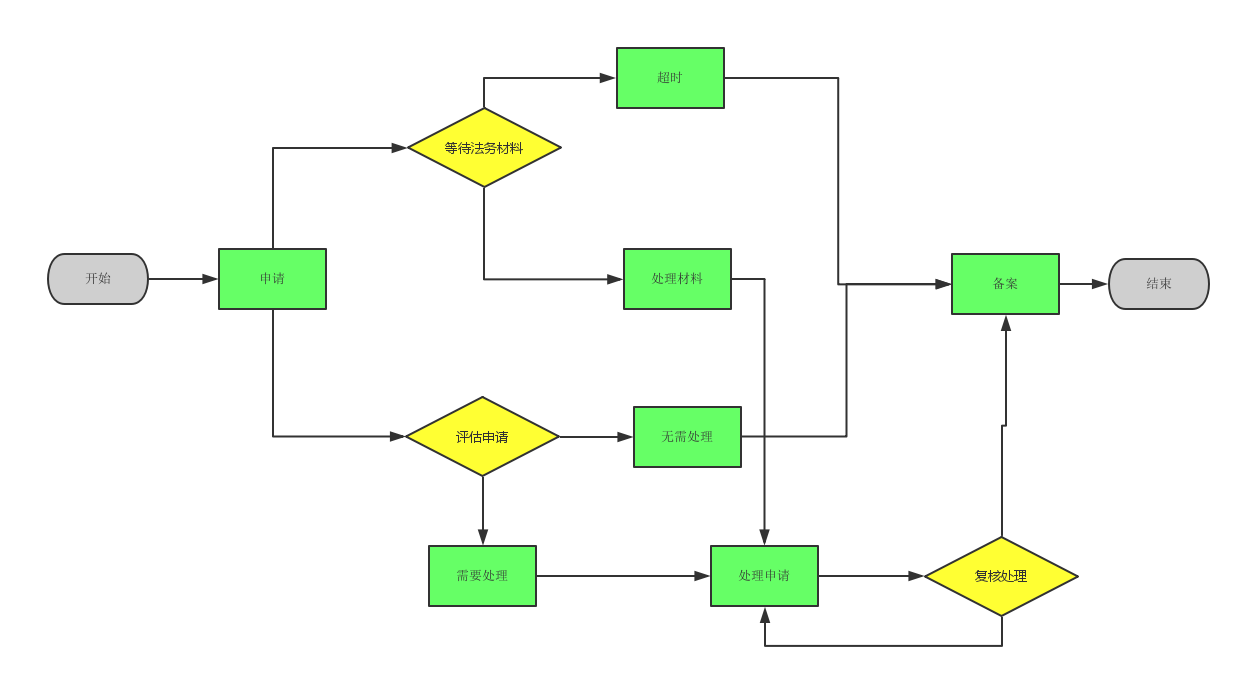 超时
等待法务材料
开始
申请
处理材料
备案
结束
评估申请
无需处理
需要处理
处理申请
复核处理